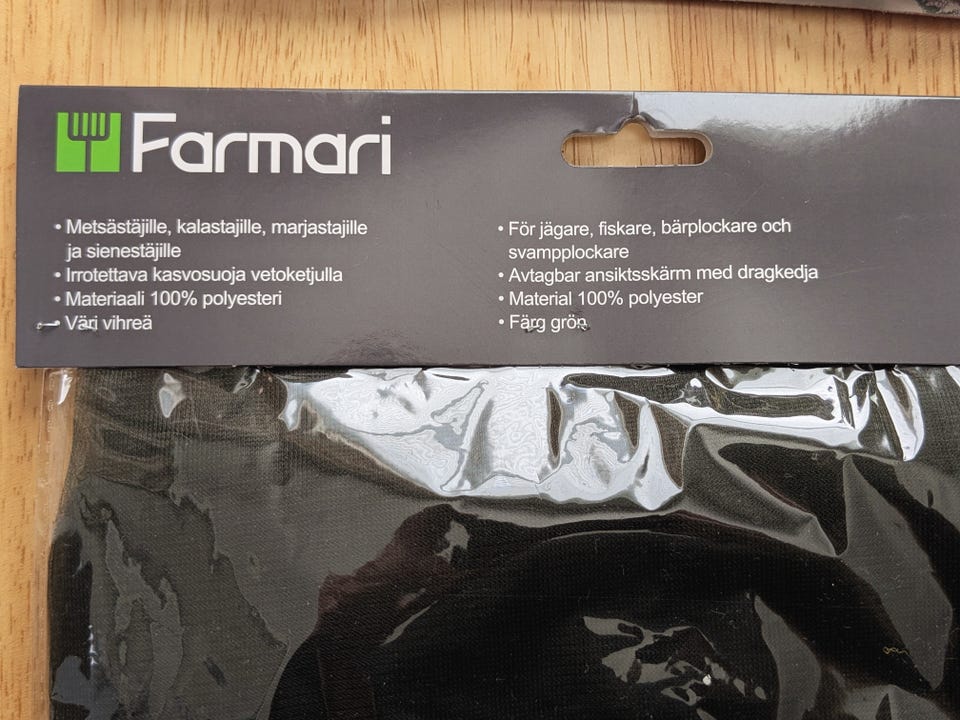 Farmari
• Metsästäjille, kalastajille, marjastajille
ja sienestäjille
• Irrotettava kasvosuoja vetoketjulla
• Materiaali 100% polyesteri
• Väri vihreä
• För jägare, fiskare, bärplockare och
svampplockare
• Avtagbar ansiktsskärm med dragkedja
• Material 100% polyester
• Färg grön